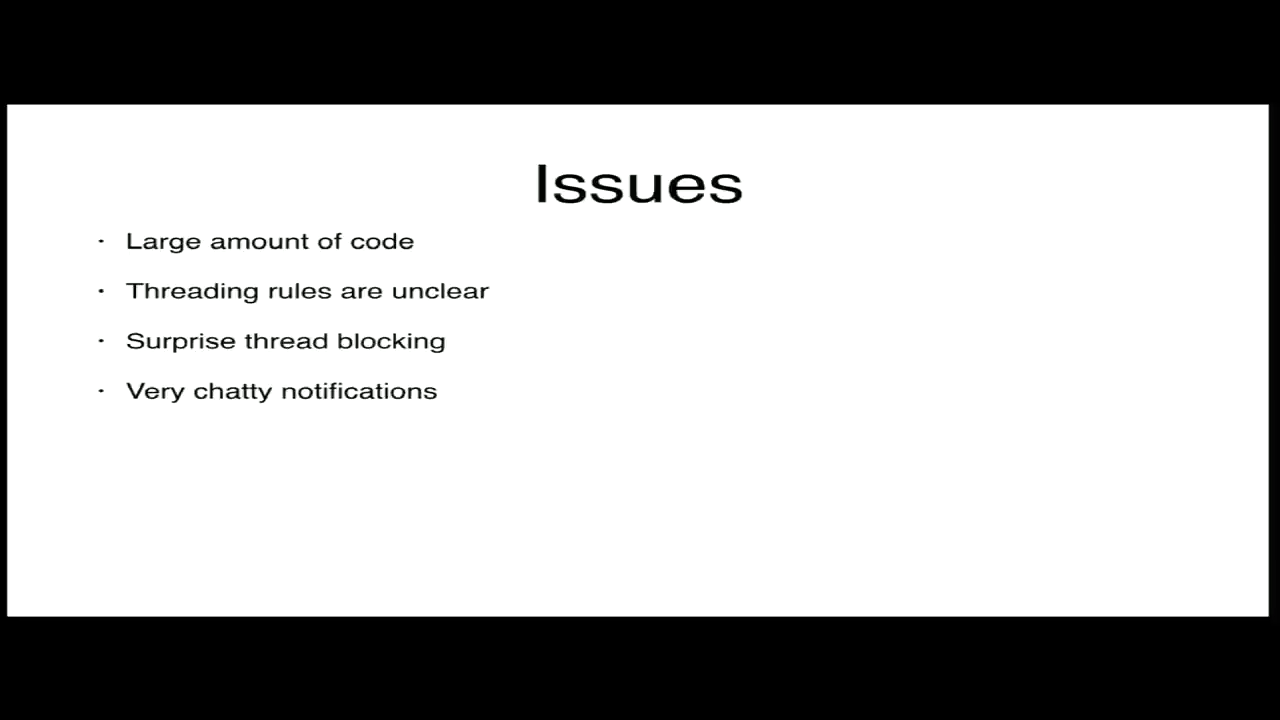 Issues
· Large amount of code
· Threading rules are unclear
· Surprise thread blocking
· Very chatty notifications